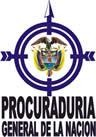 PROCURADURIA
GENERAL DE LA NACION